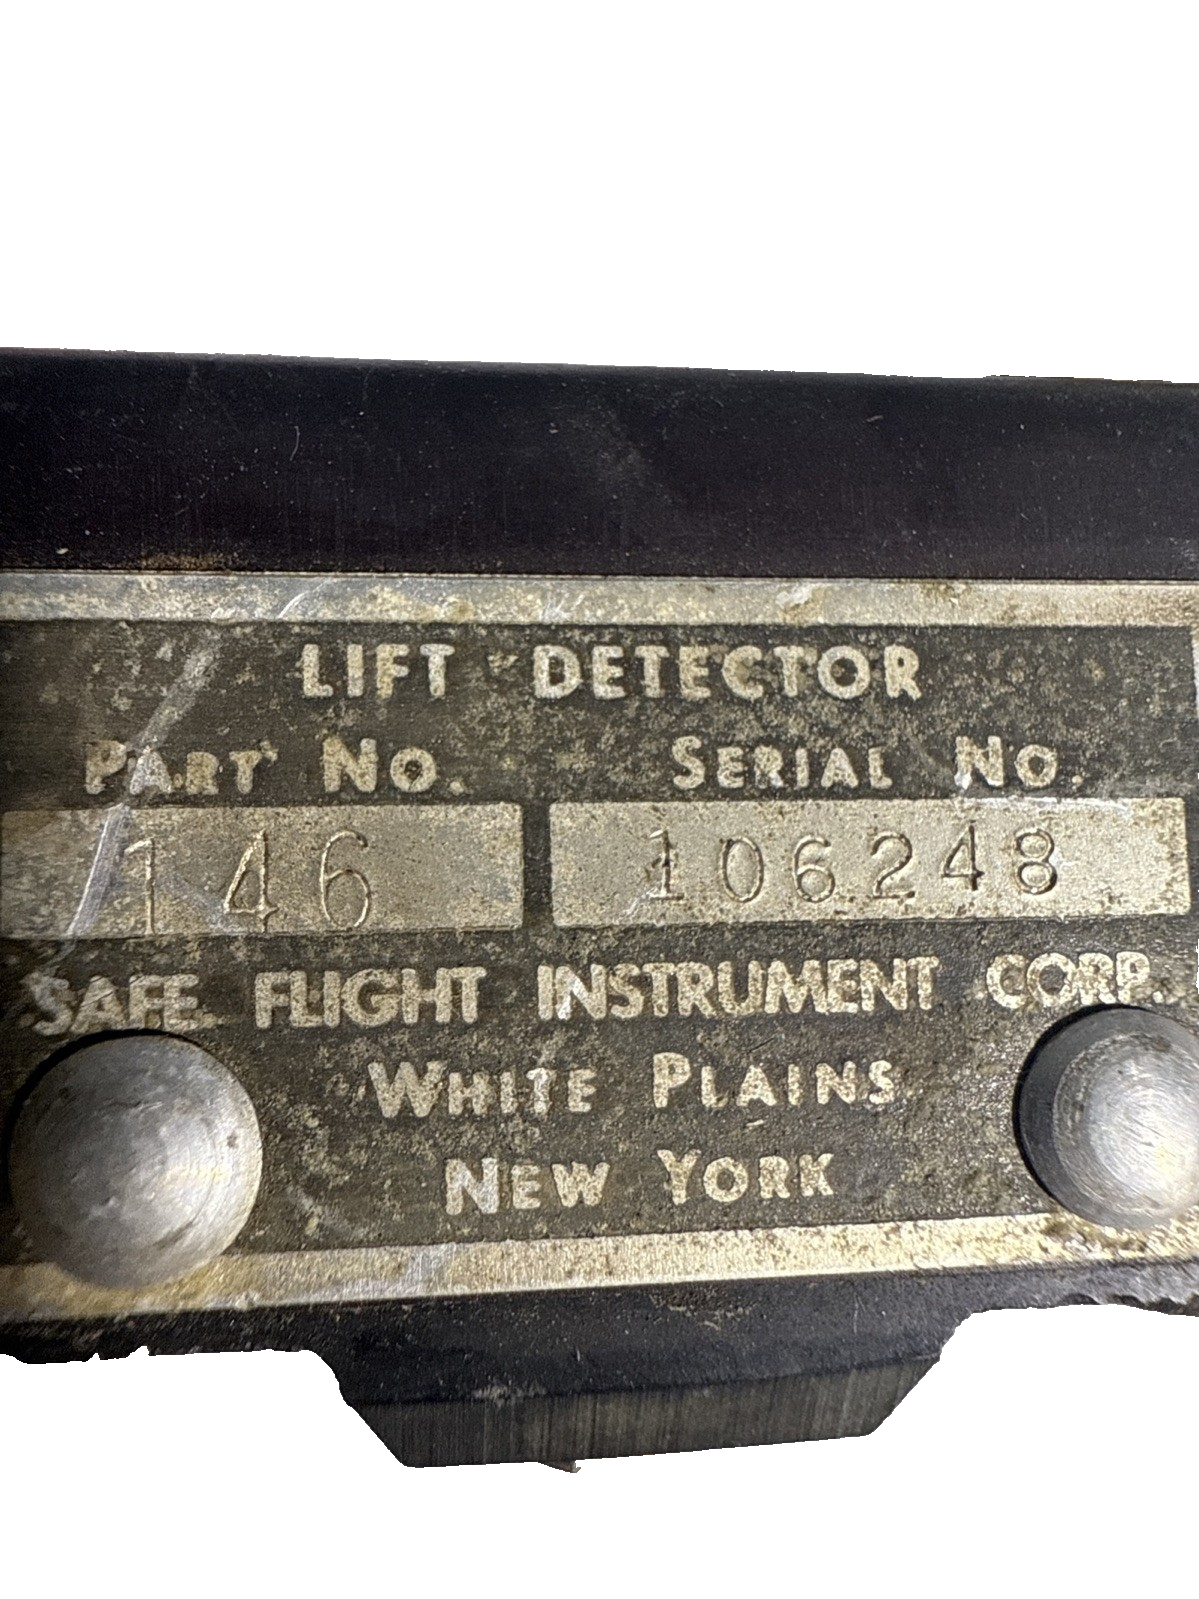 LIFT DETECTOR
PART NO. SERIAL NO.
146 106248
SAFE FLIGHT INSTRUMENT CORP.
WHITE PLAINS
NEW YORK